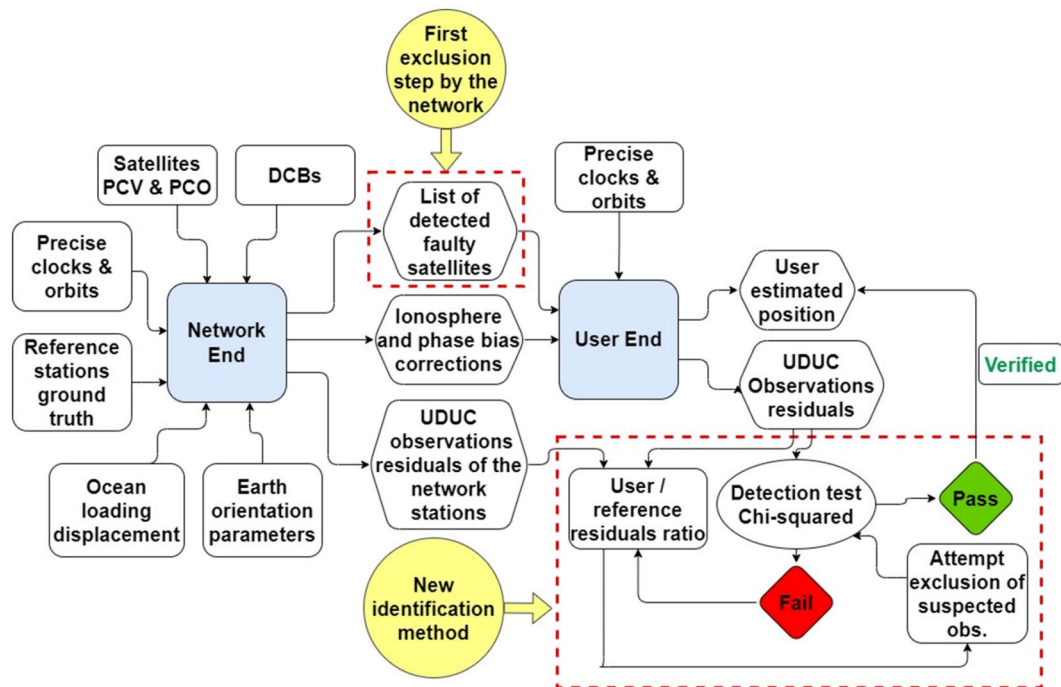 First
exclusion
step by the
network
Satellites
PCV & PCO
DCBs
List of
detected
faulty
satellites
Precise
clocks &
orbits
Precise
clocks &
orbits
Network
End
Ionosphere
and phase bias
corrections
User End
User
estimated
position
Reference
stations
ground
truth
UDUC
Observations
residuals
Verified
UDUC
observations
residuals of the
network
stations
Ocean
loading
displacement
Earth
orientation
parameters
User /
reference
residuals ratio
Detection test
Chi-squared
Pass
New
identification
method
Fail
Attempt
exclusion of
suspected
obs.